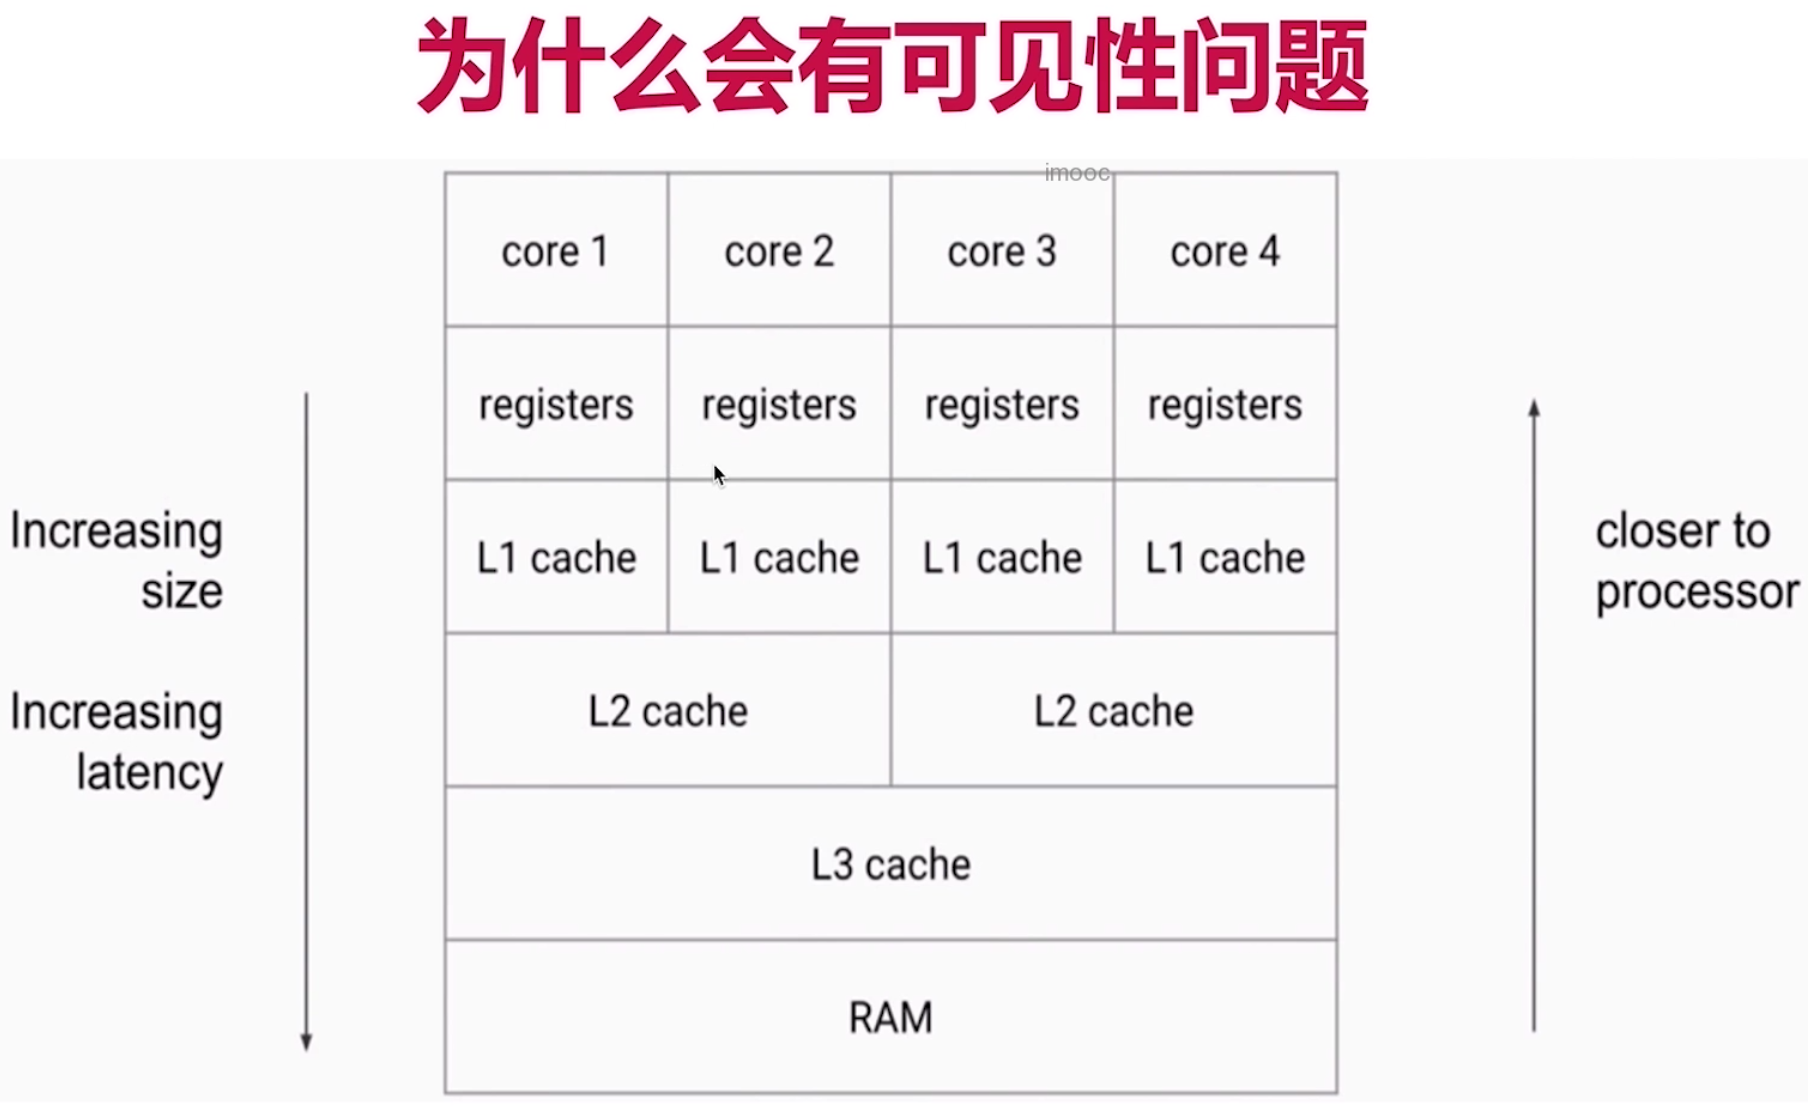 为什么会有可见性问题
imooc
core 1
core 2
core 3
core 4
registers
registers
registers
registers
L1 cache
L1 cache
L1 cache
L1 cache
L2 cache
L2 cache
L3 cache
RAM
Increasing
size
Increasing
latency
closer to
processor